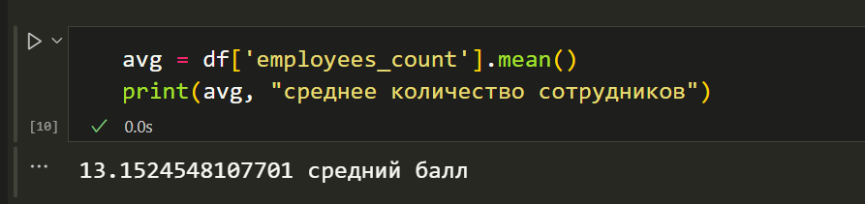 avg = df['employees_count'].mean()
print(avg, "среднее количество сотрудников")
[10] 0.0s
... 13.1524548107701 средний балл